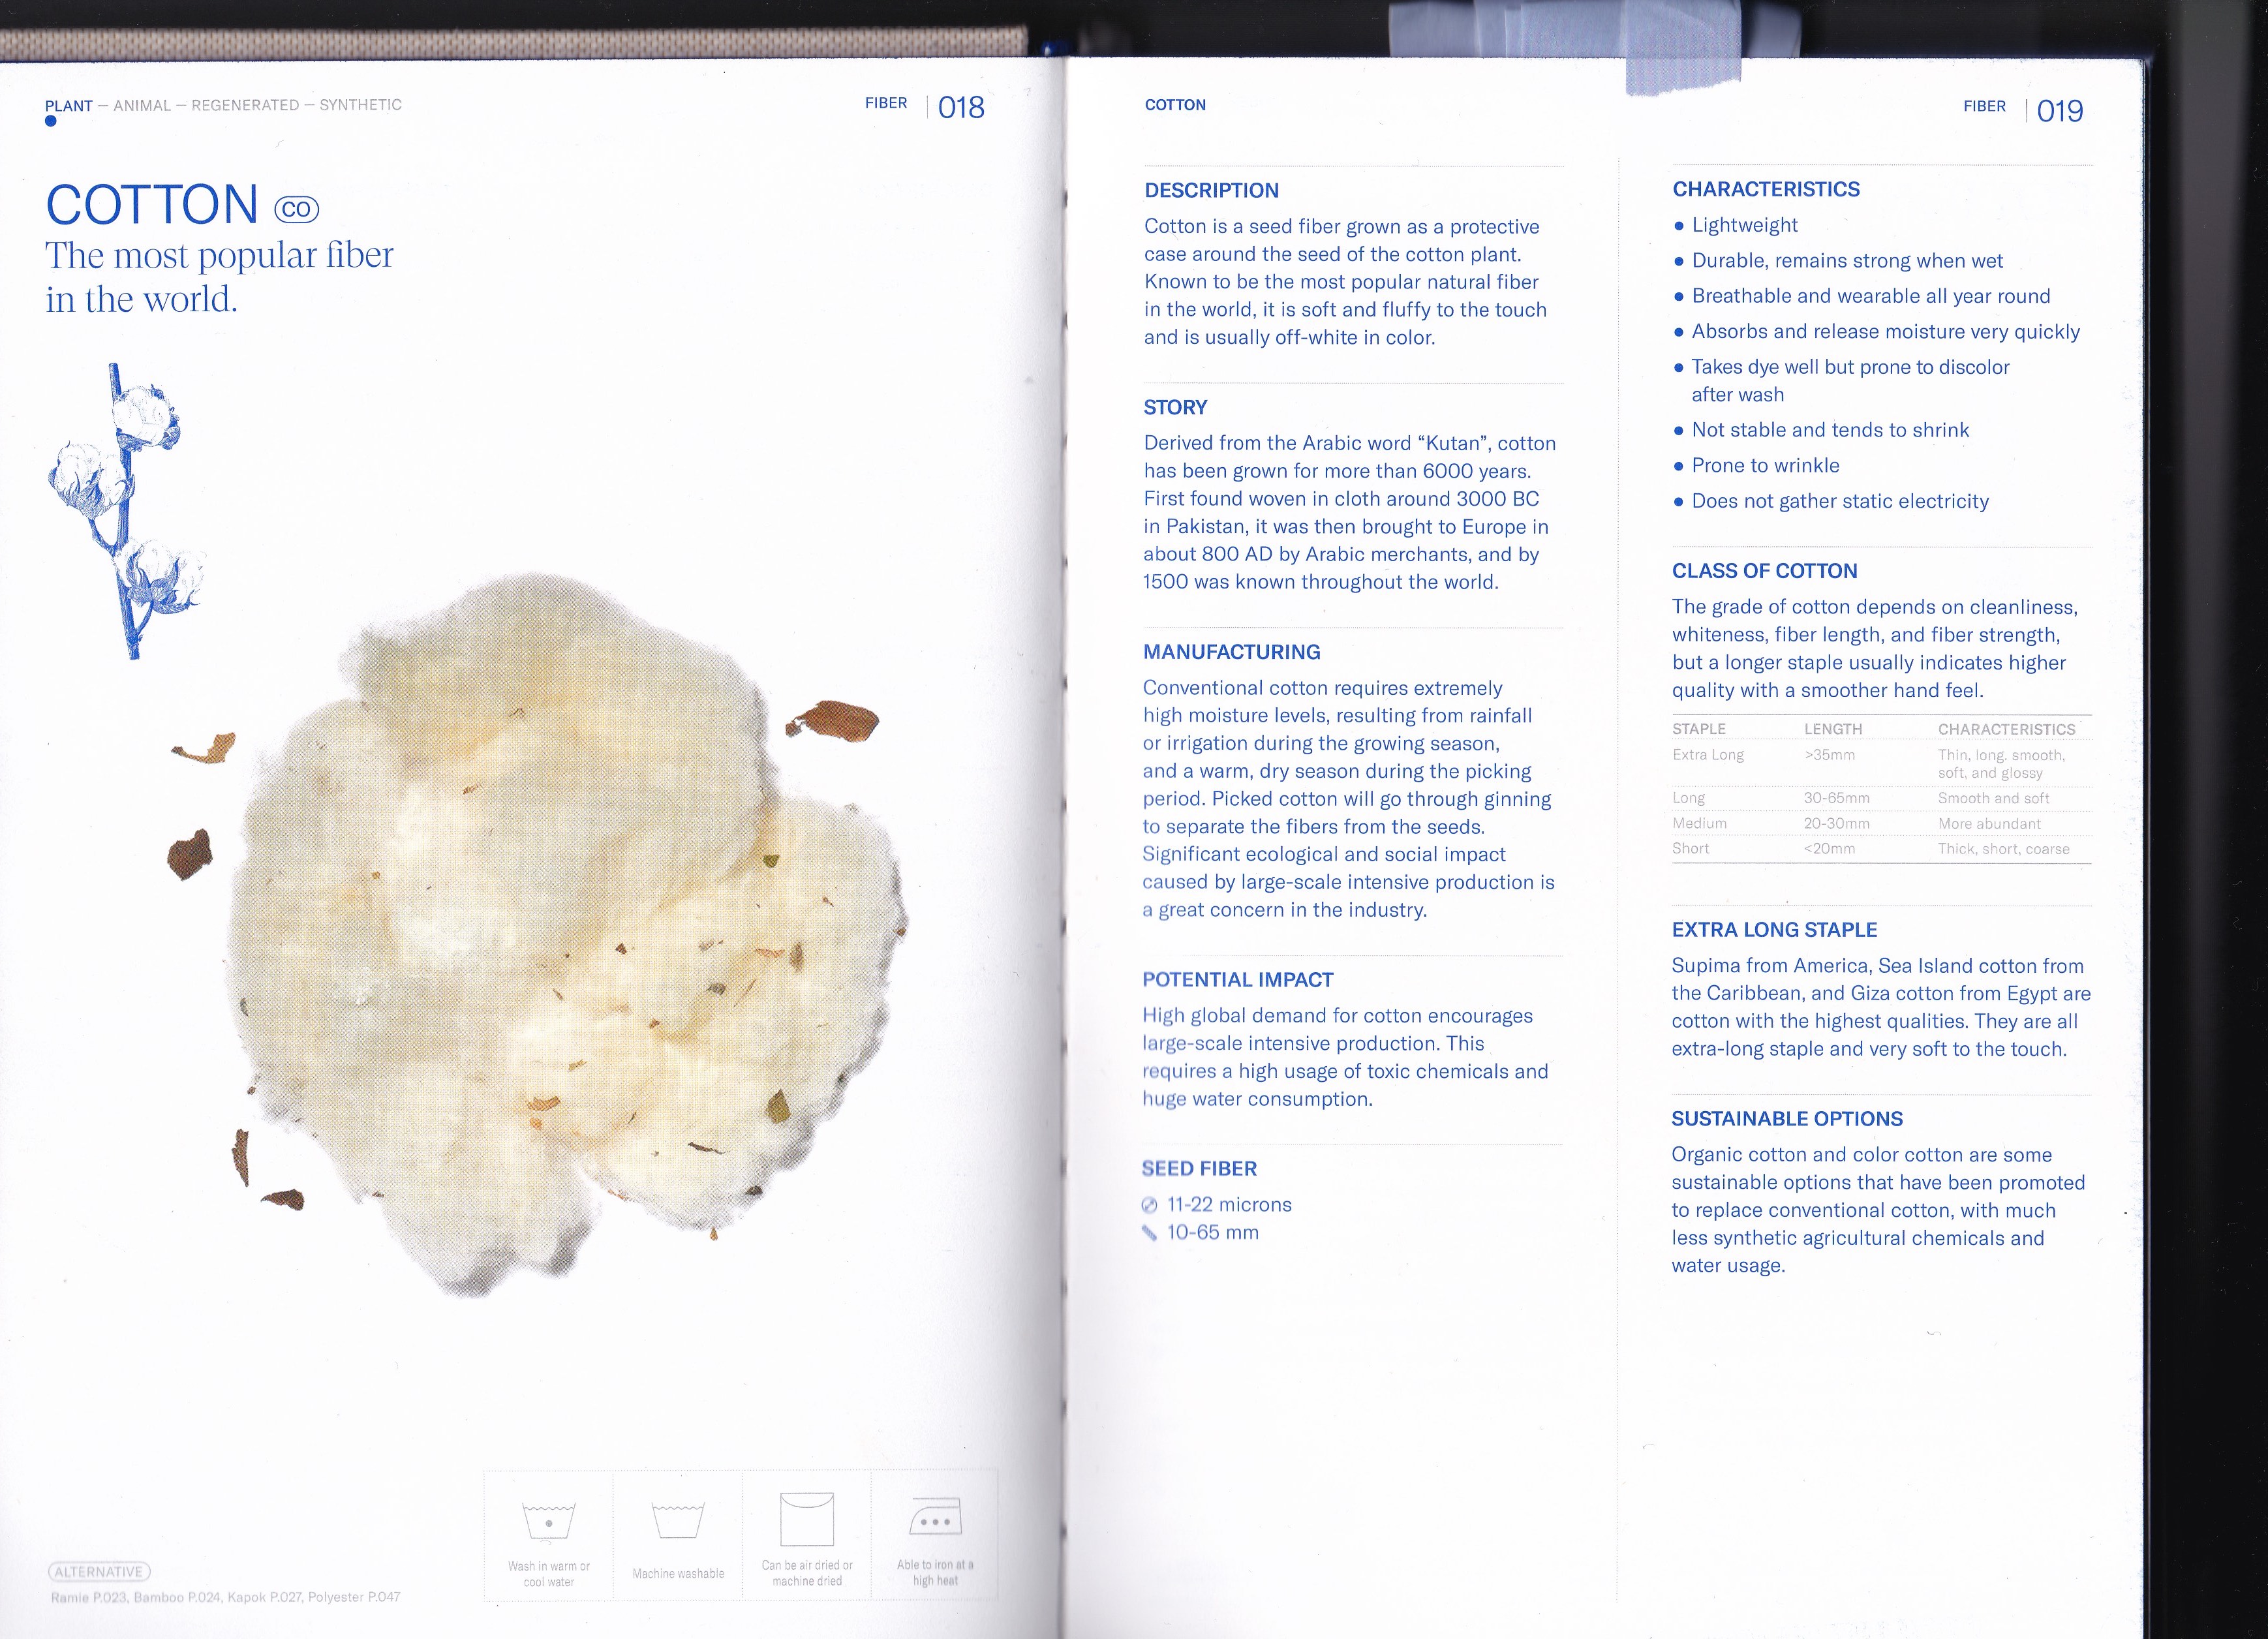 PLANT — ANIMAL — REGENERATED — SYNTHETIC
FIBER | 018
COTTON CO
The most popular fiber
in the world.
Wash in warm or
cool water
Machine washable
Can be air dried or
machine dried
Able to iron at a
high heat
ALTERNATIVE
Ramie P.023, Bamboo P.024, Kapok P.027, Polyester P.047
COTTON
FIBER | 019
DESCRIPTION
Cotton is a seed fiber grown as a protective
case around the seed of the cotton plant.
Known to be the most popular natural fiber
in the world, it is soft and fluffy to the touch
and is usually off-white in color.
STORY
Derived from the Arabic word “Kutan”, cotton
has been grown for more than 6000 years.
First found woven in cloth around 3000 BC
in Pakistan, it was then brought to Europe in
about 800 AD by Arabic merchants, and by
1500 was known throughout the world.
MANUFACTURING
Conventional cotton requires extremely
high moisture levels, resulting from rainfall
or irrigation during the growing season,
and a warm, dry season during the picking
period. Picked cotton will go through ginning
to separate the fibers from the seeds.
Significant ecological and social impact
caused by large-scale intensive production is
a great concern in the industry.
POTENTIAL IMPACT
High global demand for cotton encourages
large-scale intensive production. This
requires a high usage of toxic chemicals and
huge water consumption.
SEED FIBER
11-22 microns
10-65 mm
CHARACTERISTICS
• Lightweight
• Durable, remains strong when wet
• Breathable and wearable all year round
• Absorbs and release moisture very quickly
• Takes dye well but prone to discolor
after wash
• Not stable and tends to shrink
• Prone to wrinkle
• Does not gather static electricity
CLASS OF COTTON
The grade of cotton depends on cleanliness,
whiteness, fiber length, and fiber strength,
but a longer staple usually indicates higher
quality with a smoother hand feel.
STAPLE LENGTH CHARACTERISTICS
Extra Long >35mm Thin, long. smooth,
soft, and glossy
Long 30-65mm Smooth and soft
Medium 20-30mm More abundant
Short <20mm Thick, short, coarse
EXTRA LONG STAPLE
Supima from America, Sea Island cotton from
the Caribbean, and Giza cotton from Egypt are
cotton with the highest qualities. They are all
extra-long staple and very soft to the touch.
SUSTAINABLE OPTIONS
Organic cotton and color cotton are some
sustainable options that have been promoted
to replace conventional cotton, with much
less synthetic agricultural chemicals and
water usage.